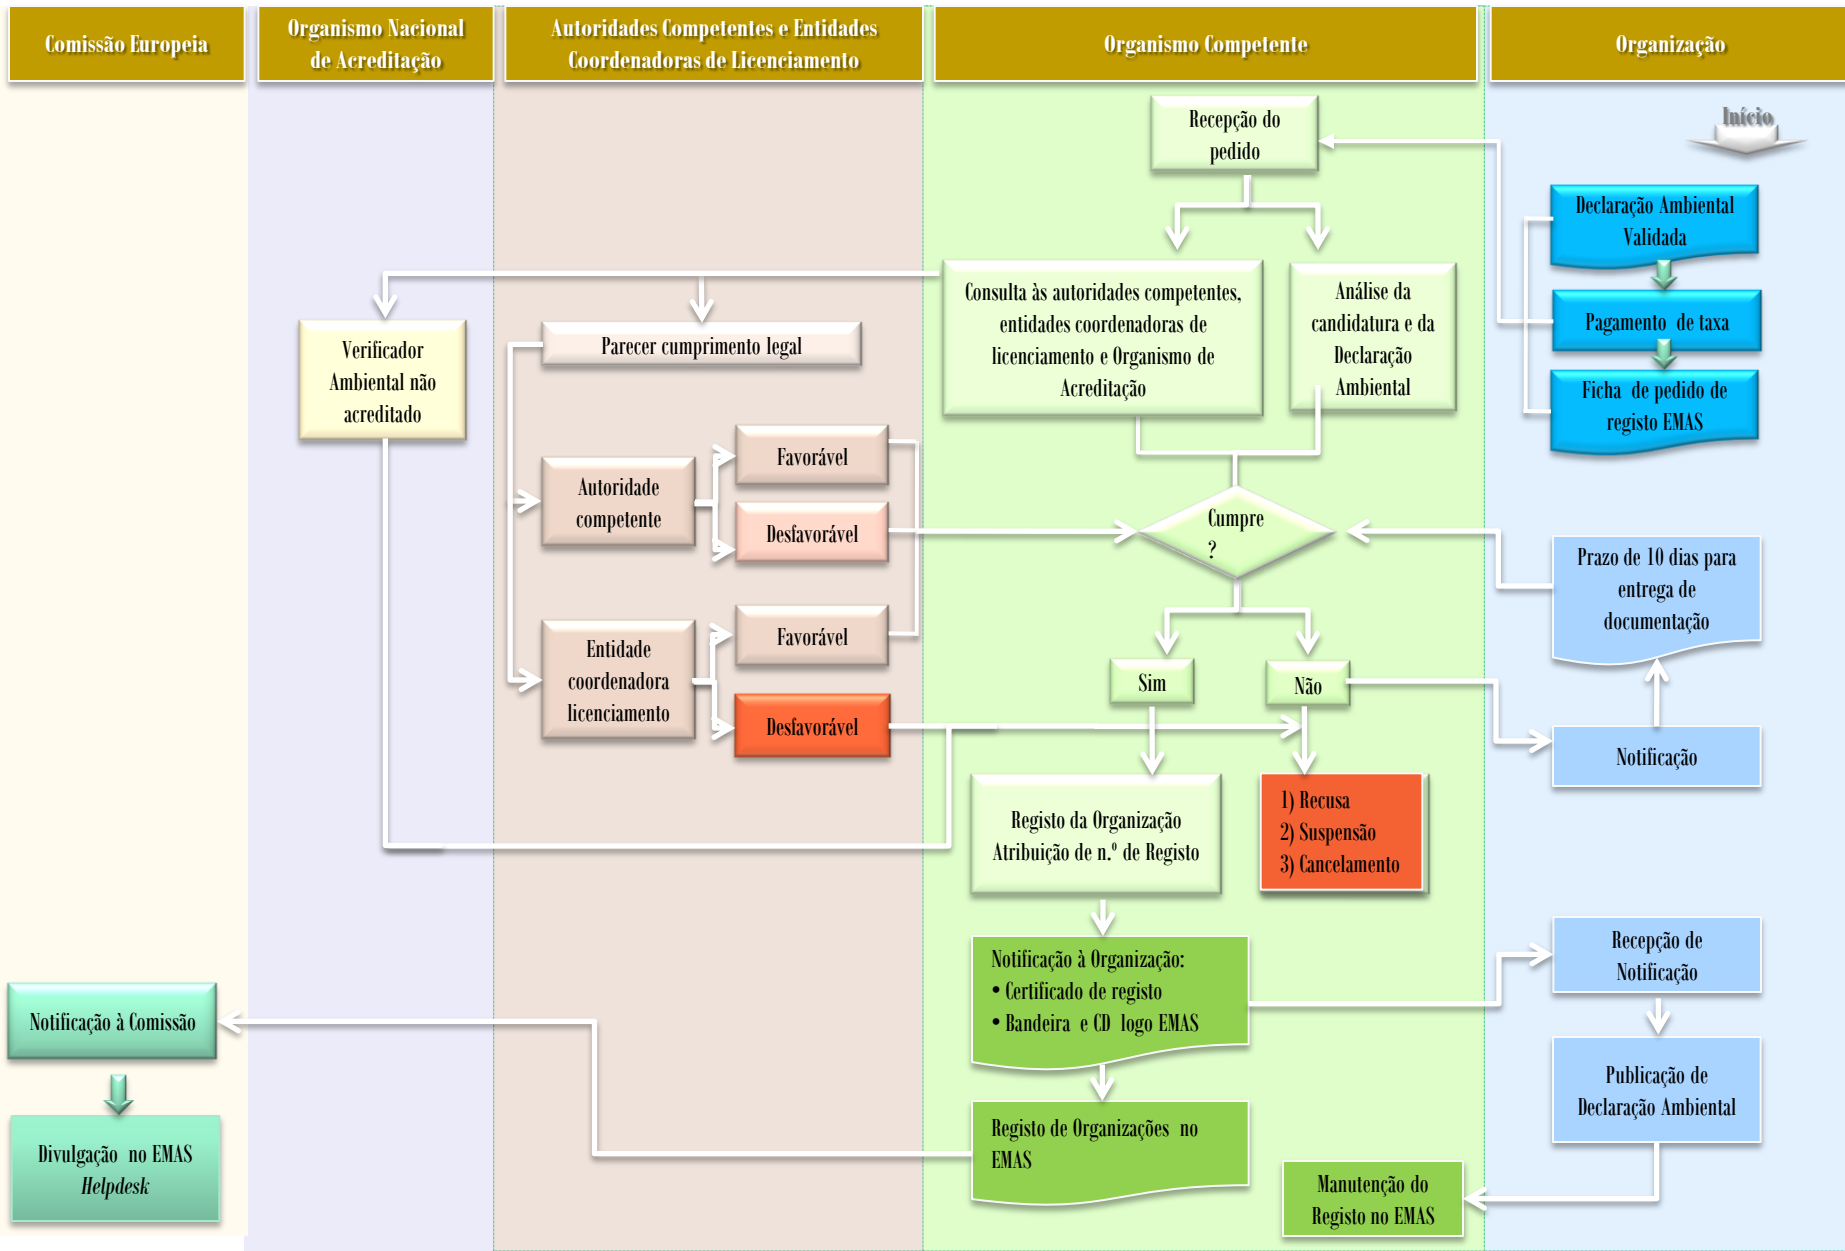 Comissão Europeia
Organismo Nacional
de Acreditação
Autoridades Competentes e Entidades
Coordenadoras de Licenciamento
Organismo Competente
Organização
Início
Recepção do
pedido
Declaração Ambiental
Validada
Pagamento de taxa
Ficha de pedido de
registo EMAS
Consulta às autoridades competentes,
entidades coordenadoras de
licenciamento e Organismo de
Acreditação
Análise da
candidatura e da
Declaração
Ambiental
Verificador
Ambiental não
acreditado
Parecer cumprimento legal
Autoridade
competente
Favorável
Desfavorável
Entidade
coordenadora
licenciamento
Favorável
Desfavorável
Cumpre
?
Sim
Não
Prazo de 10 dias para
entrega de
documentação
Notificação
Registo da Organização
Atribuição de n.º de Registo
1) Recusa
2) Suspensão
3) Cancelamento
Notificação à Organização:
• Certificado de registo
• Bandeira e CD logo EMAS
Recepção de
Notificação
Notificação à Comissão
Publicação de
Declaração Ambiental
Registo de Organizações no
EMAS
Divulgação no EMAS
Helpdesk
Manutenção do
Registo no EMAS